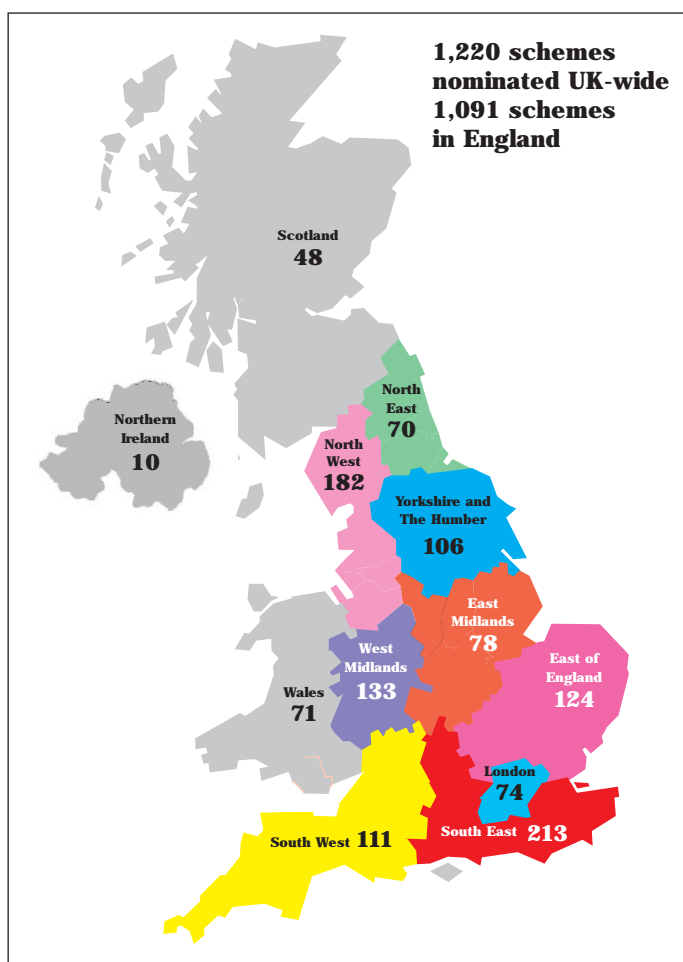 1,220 schemes
nominated UK-wide
1,091 schemes
in England
Scotland
48
North
East
70
Northern
Ireland
10
North
West
182
Yorkshire and
The Humber
106
East
Midlands
78
West
Midlands
133
East of
England
124
Wales
71
London
74
South East 213
South West 111